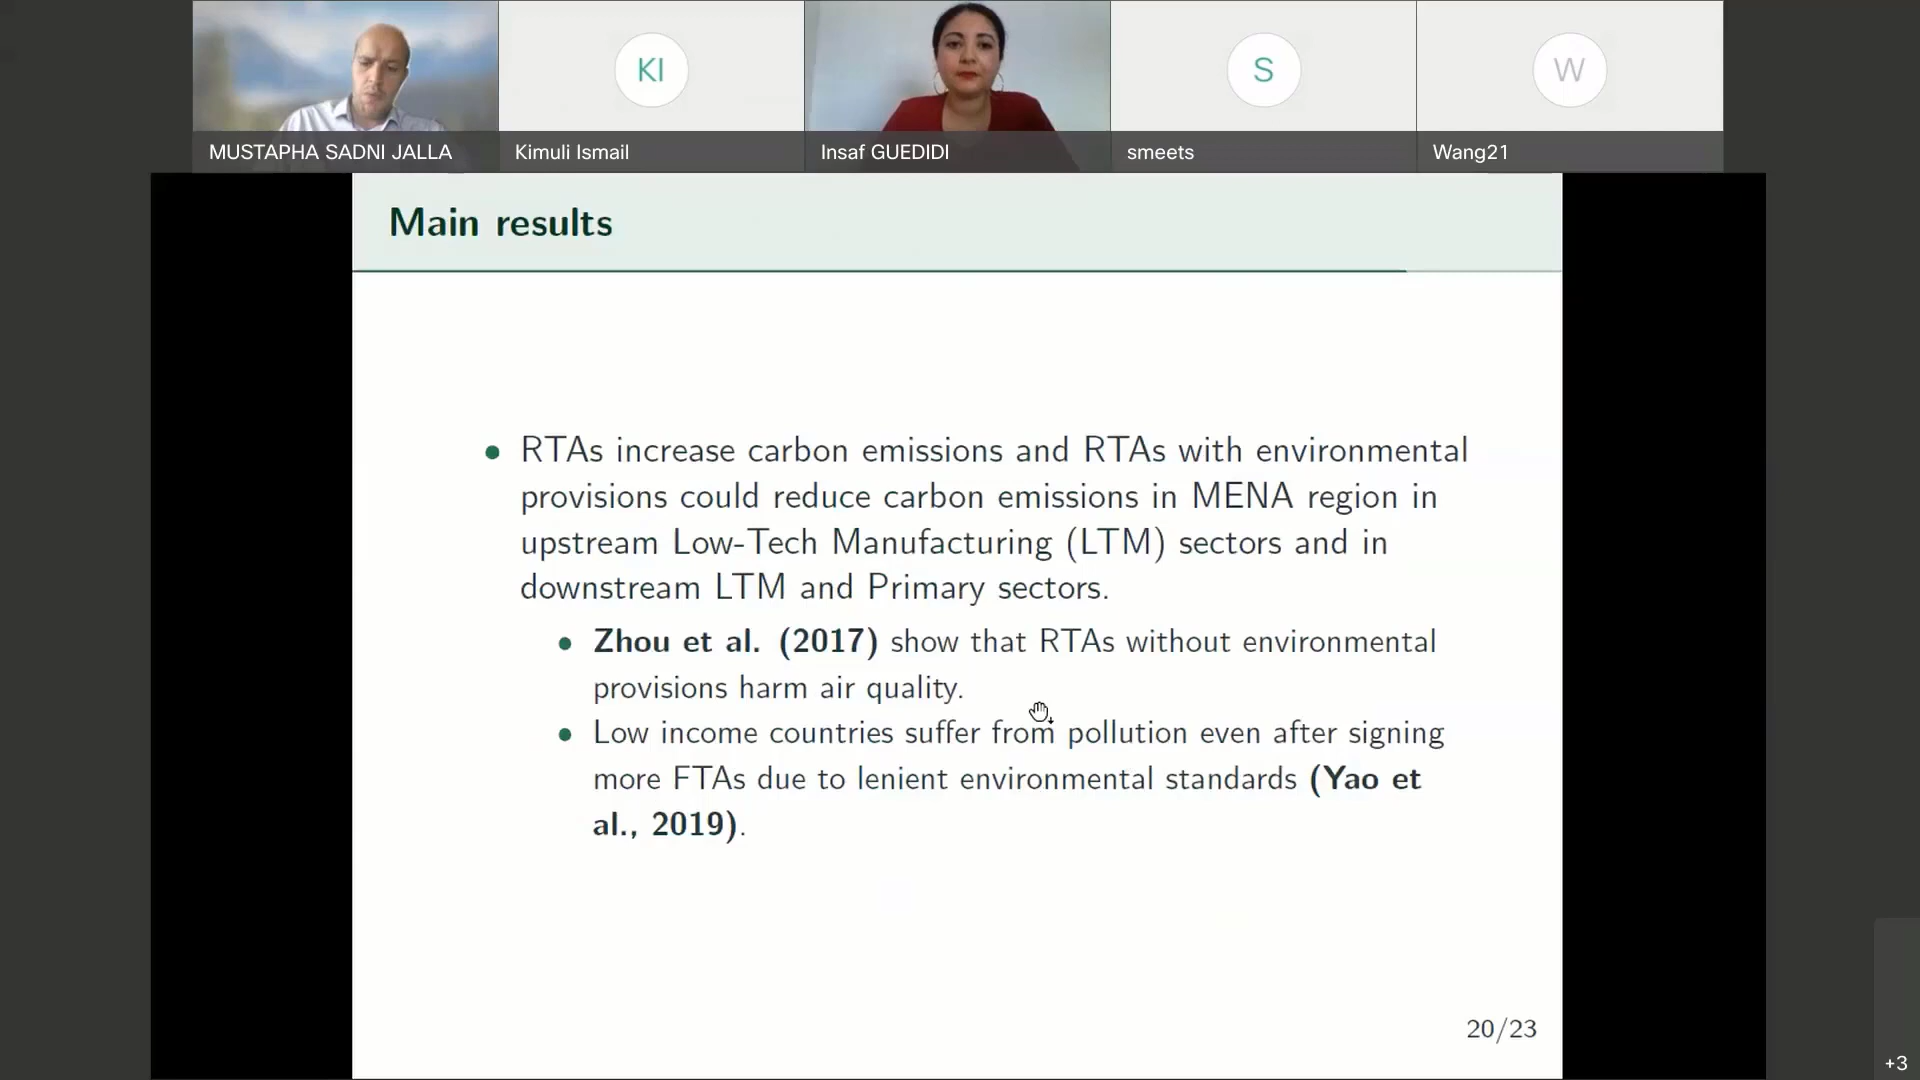 KI
S
W
MUSTAPHA SADNI JALLA
Kimuli Ismail
Insaf GUEDIDI
smeets
Wang21
Main results
RTAs increase carbon emissions and RTAs with environmental
provisions could reduce carbon emissions in MENA region in
upstream Low-Tech Manufacturing (LTM) sectors and in
downstream LTM and Primary sectors.
Zhou et al. (2017) show that RTAs without environmental
provisions harm air quality.
Low income countries suffer from pollution even after signing
more FTAs due to lenient environmental standards (Yao et
al., 2019).
20/23
+3